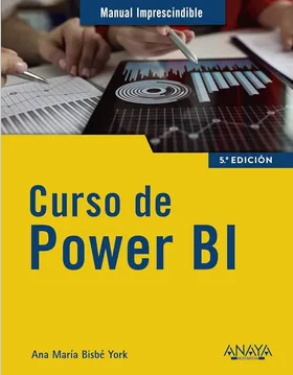 Manual Imprescindible
5.ª EDICIÓN
Curso de
Power BI
Ana María Bisbé York
ANAYA